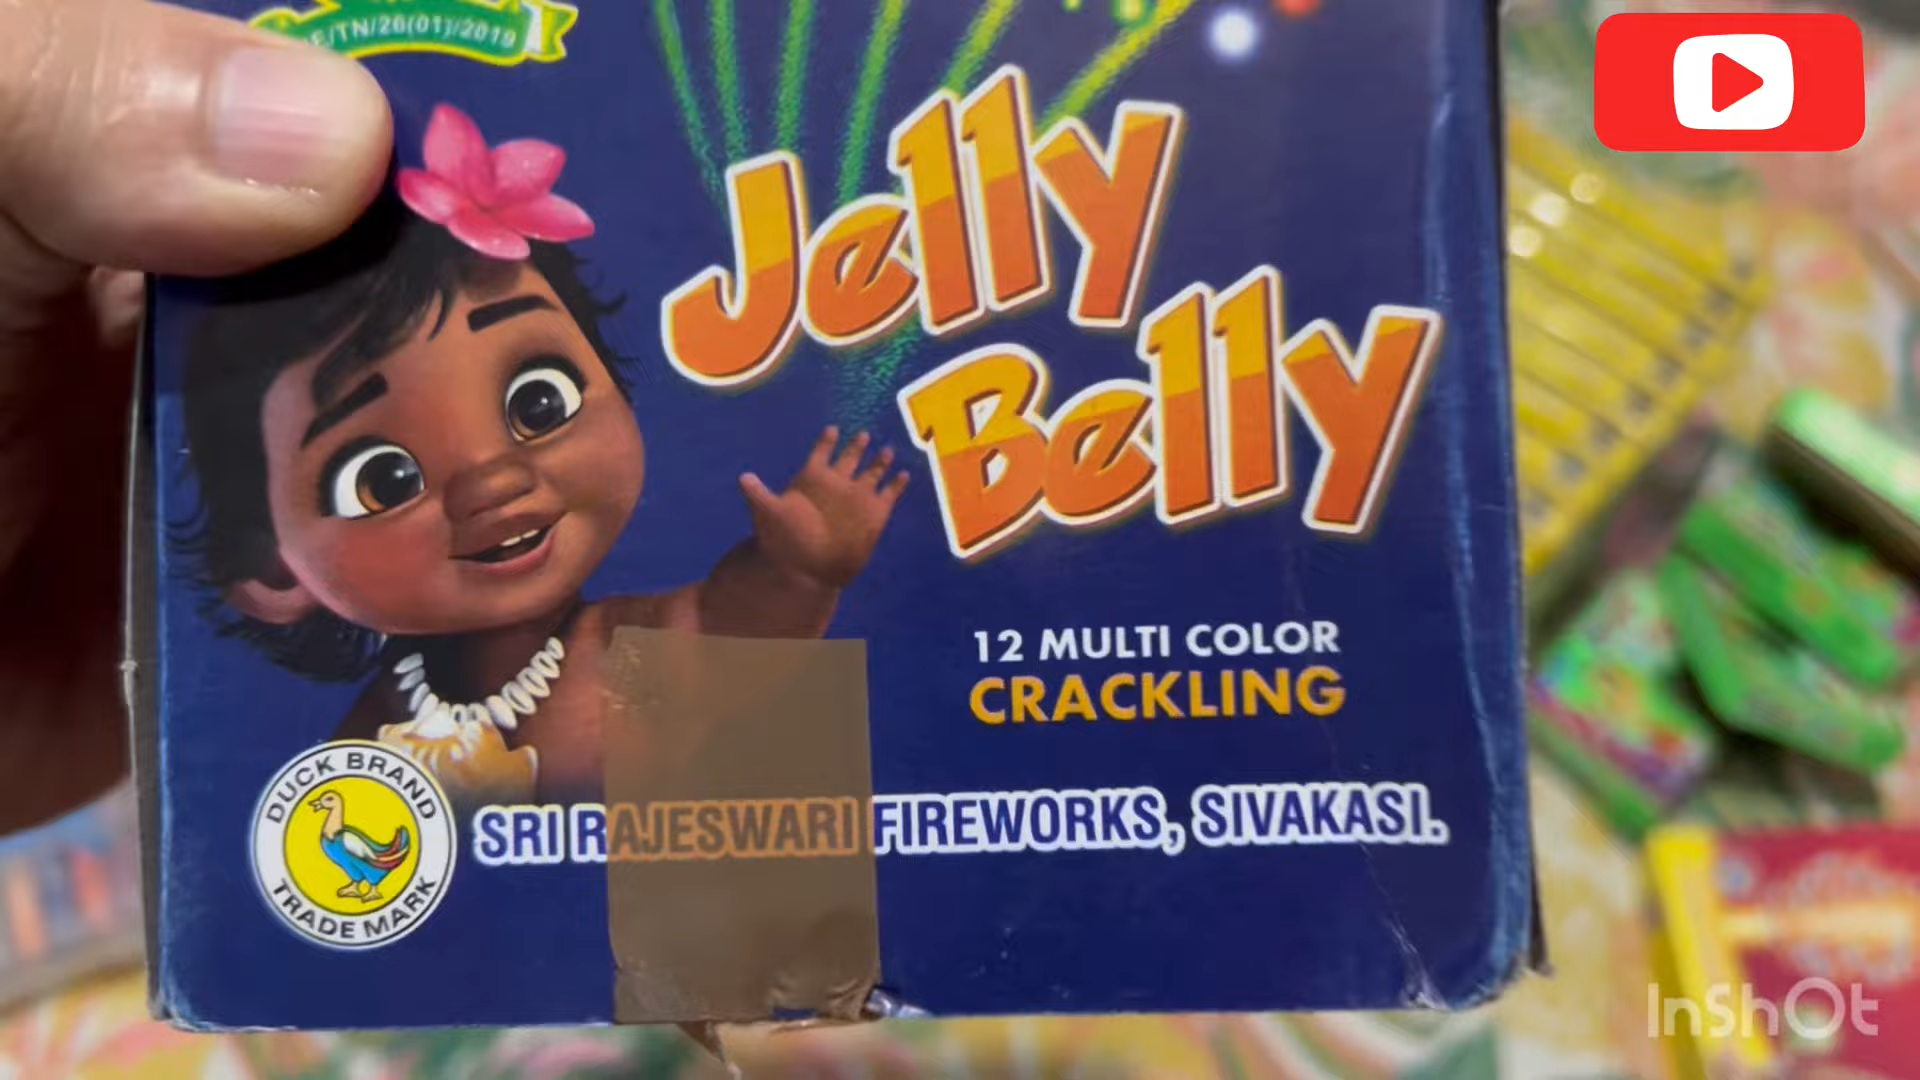 E/TN/26(01)/2019
Jelly
Belly
12 MULTI COLOR
CRACKLING
DUCK BRAND
TRADE MARK
SRI RAJESWARI FIREWORKS, SIVAKASI.
InShOt